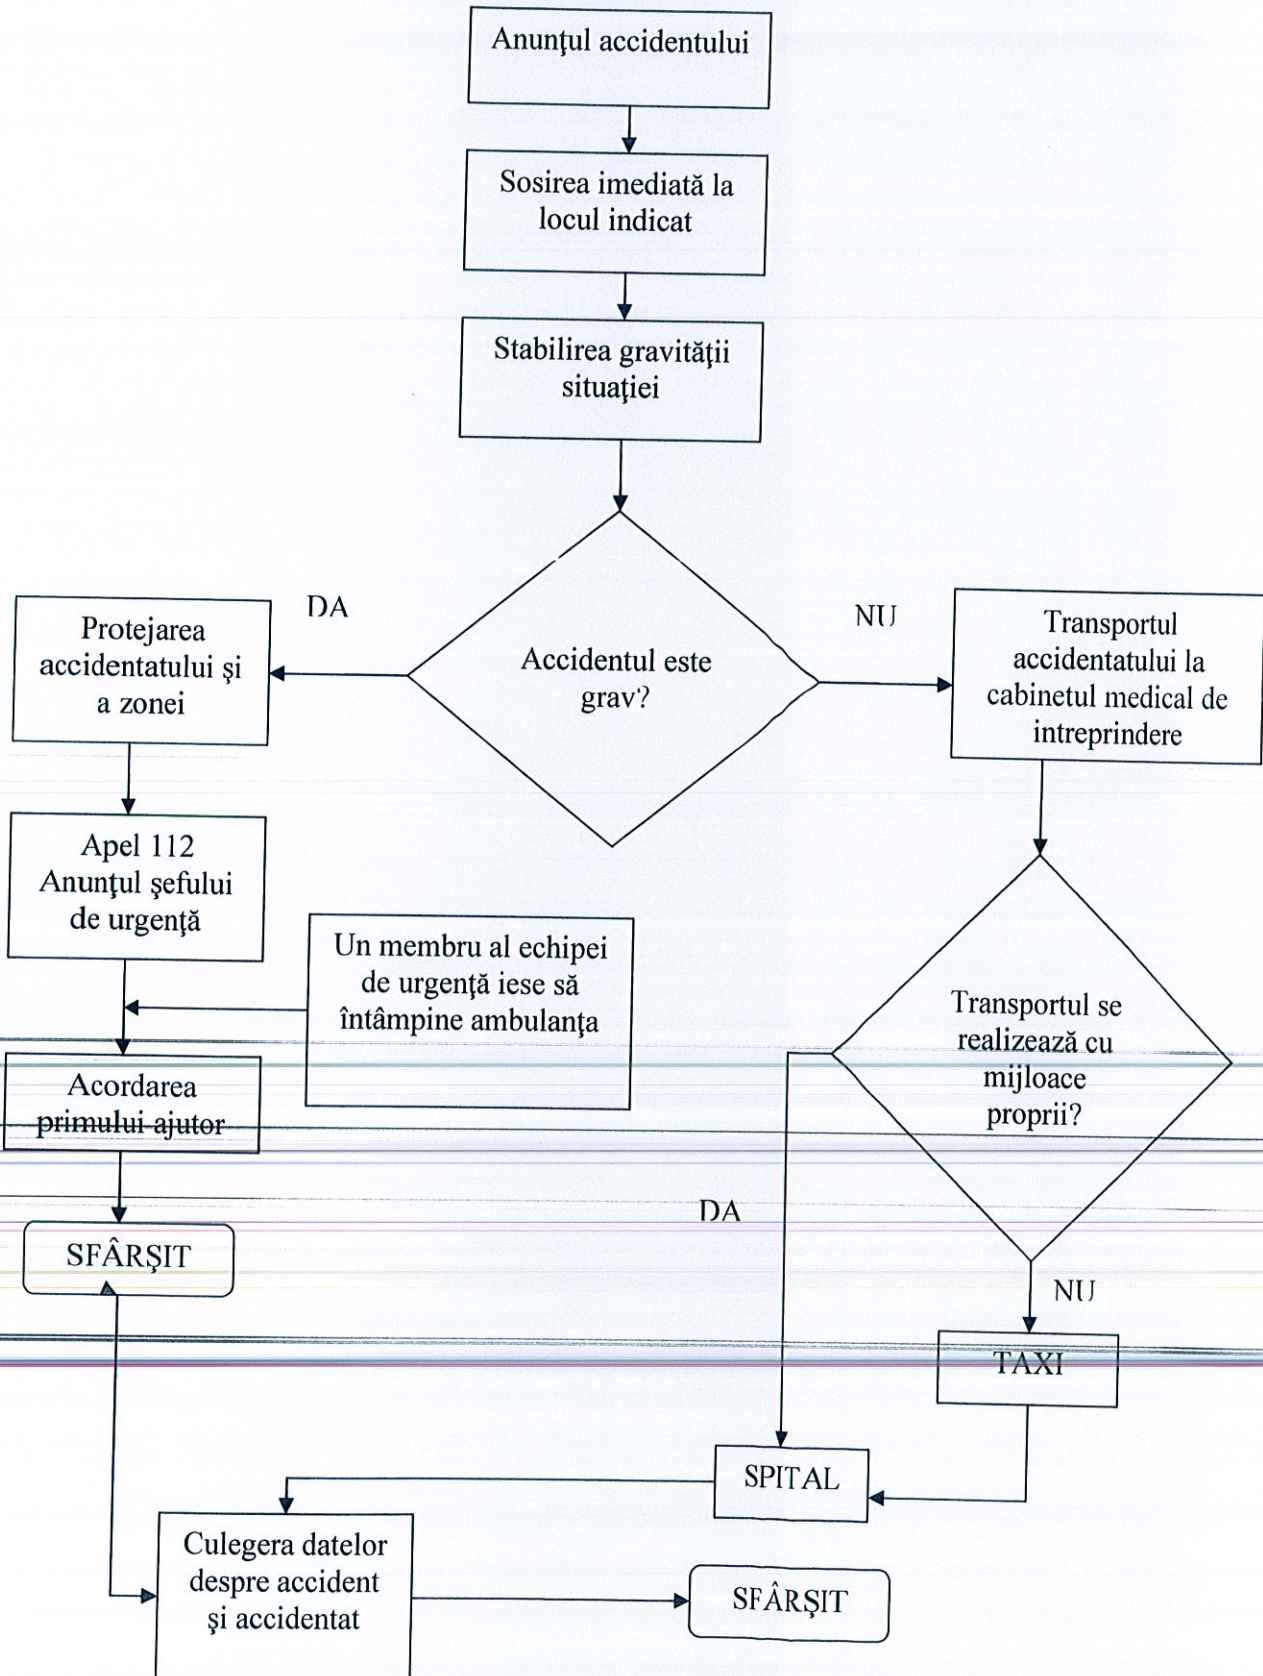 Anunţul accidentului
Sosirea imediată la
locul indicat
Stabilirea gravităţii
situaţiei
Accidentul este
grav?
DA
NU
Protejarea
accidentatului şi
a zonei
Transportul
accidentatului la
cabinetul medical de
intreprindere
Apel 112
Anunţul şefului
de urgenţă
Un membru al echipei
de urgenţă iese să
întâmpine ambulanţa
Transportul se
realizează cu
mijloace
proprii?
Acordarea
primului ajutor
DA
SFÂRŞIT
NU
TAXI
SPITAL
Culegera datelor
despre accident
şi accidentat
SFÂRŞIT